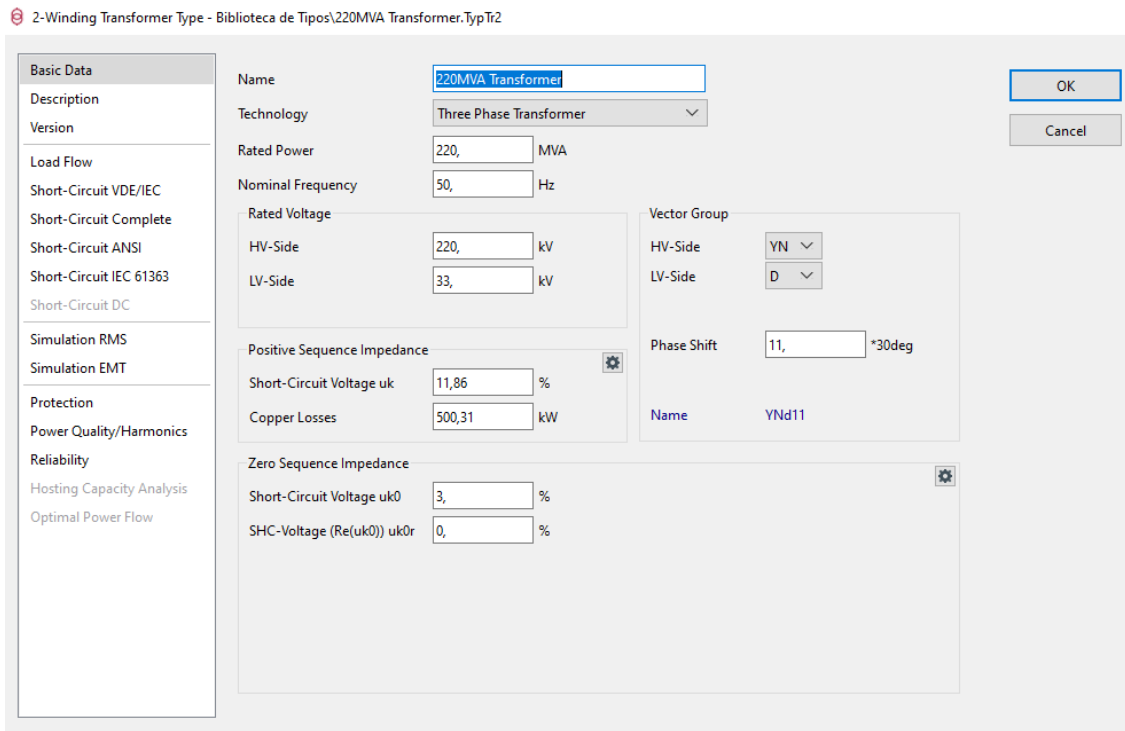 2-Winding Transformer Type - Biblioteca de Tipos\220MVA Transformer.TypTr2
Basic Data
Description
Version
Load Flow
Short-Circuit VDE/IEC
Short-Circuit Complete
Short-Circuit ANSI
Short-Circuit IEC 61363
Short-Circuit DC
Simulation RMS
Simulation EMT
Protection
Power Quality/Harmonics
Reliability
Hosting Capacity Analysis
Optimal Power Flow
Name 220MVA Transformer
Technology Three Phase Transformer
Rated Power 220, MVA
Nominal Frequency 50, Hz
Rated Voltage
HV-Side 220, kV
LV-Side 33, kV
Positive Sequence Impedance
Short-Circuit Voltage uk 11,86 %
Copper Losses 500,31 kW
Vector Group
HV-Side YN
LV-Side D
Phase Shift 11, *30deg
Name YNd11
Zero Sequence Impedance
Short-Circuit Voltage uk0 3, %
SHC-Voltage (Re(uk0)) uk0r 0, %
OK
Cancel